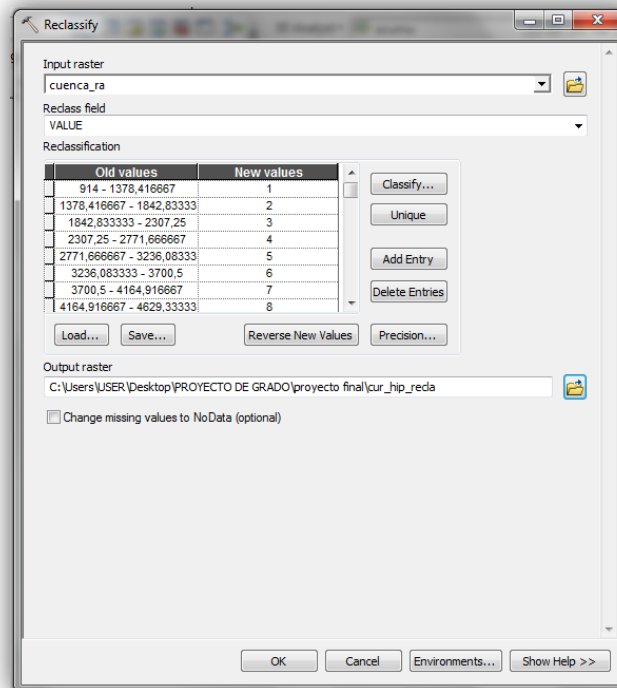 Reclassify
Input raster
cuenca_ra
Reclass field
VALUE
Reclassification
Old values New values
914 - 1378,416667 1
1378,416667 - 1842,83333 2
1842,833333 - 2307,25 3
2307,25 - 2771,666667 4
2771,666667 - 3236,08333 5
3236,083333 - 3700,5 6
3700,5 - 4164,916667 7
4164,916667 - 4629,33333 8
Classify...
Unique
Add Entry
Delete Entries
Load... Save... Reverse New Values Precision...
Output raster
C:\Users\USER\Desktop\PROYECTO DE GRADO\proyecto final\cur_hip_recla
Change missing values to NoData (optional)
OK Cancel Environments... Show Help >>